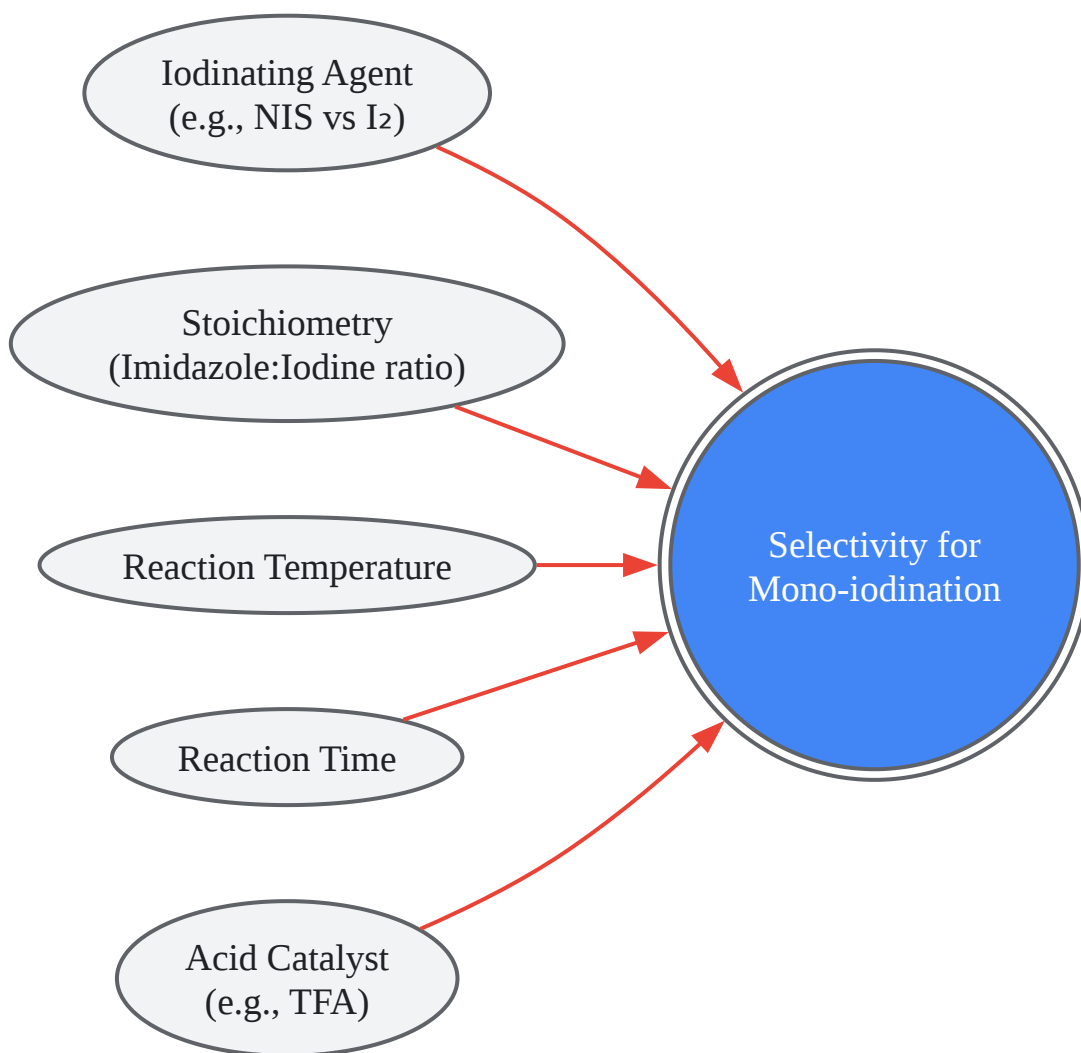 Iodinating Agent
(e.g., NIS vs I₂)
Stoichiometry
(Imidazole:Iodine ratio)
Reaction Temperature
Selectivity for
Mono-iodination
Reaction Time
Acid Catalyst
(e.g., TFA)